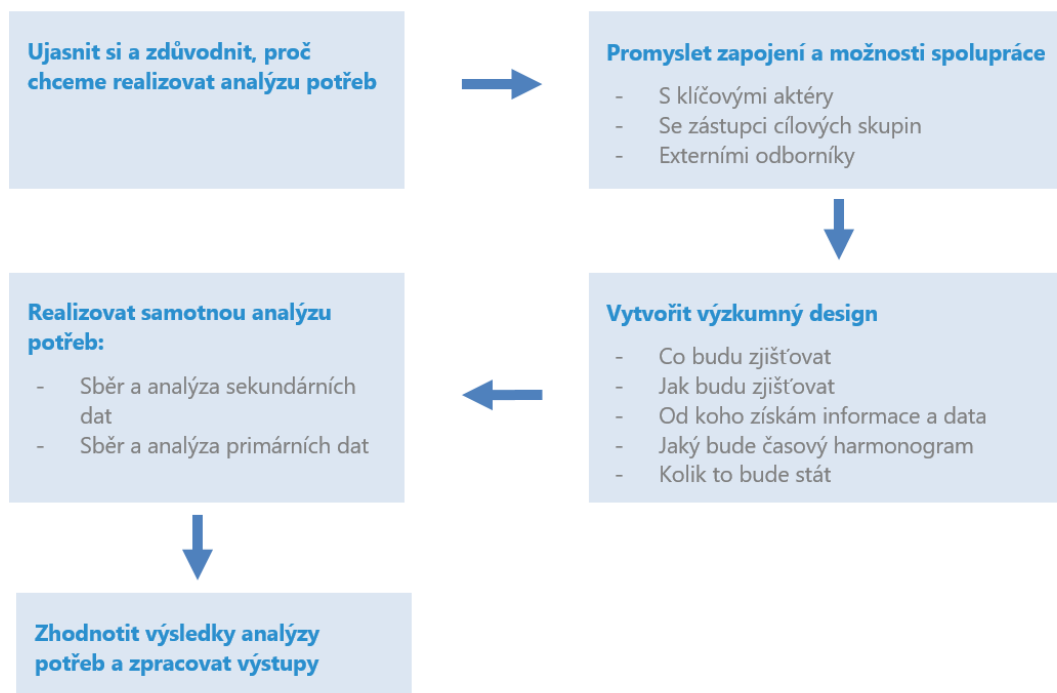 Ujasnit si a zdůvodnit, proč
chceme realizovat analýzu potřeb
Promyslet zapojení a možnosti spolupráce
- S klíčovými aktéry
- Se zástupci cílových skupin
- Externími odborníky
Vytvořit výzkumný design
- Co budu zjišťovat
- Jak budu zjišťovat
- Od koho získám informace a data
- Jaký bude časový harmonogram
- Kolik to bude stát
Realizovat samotnou analýzu
potřeb:
- Sběr a analýza sekundárních
dat
- Sběr a analýza primárních dat
Zhodnotit výsledky analýzy
potřeb a zpracovat výstupy